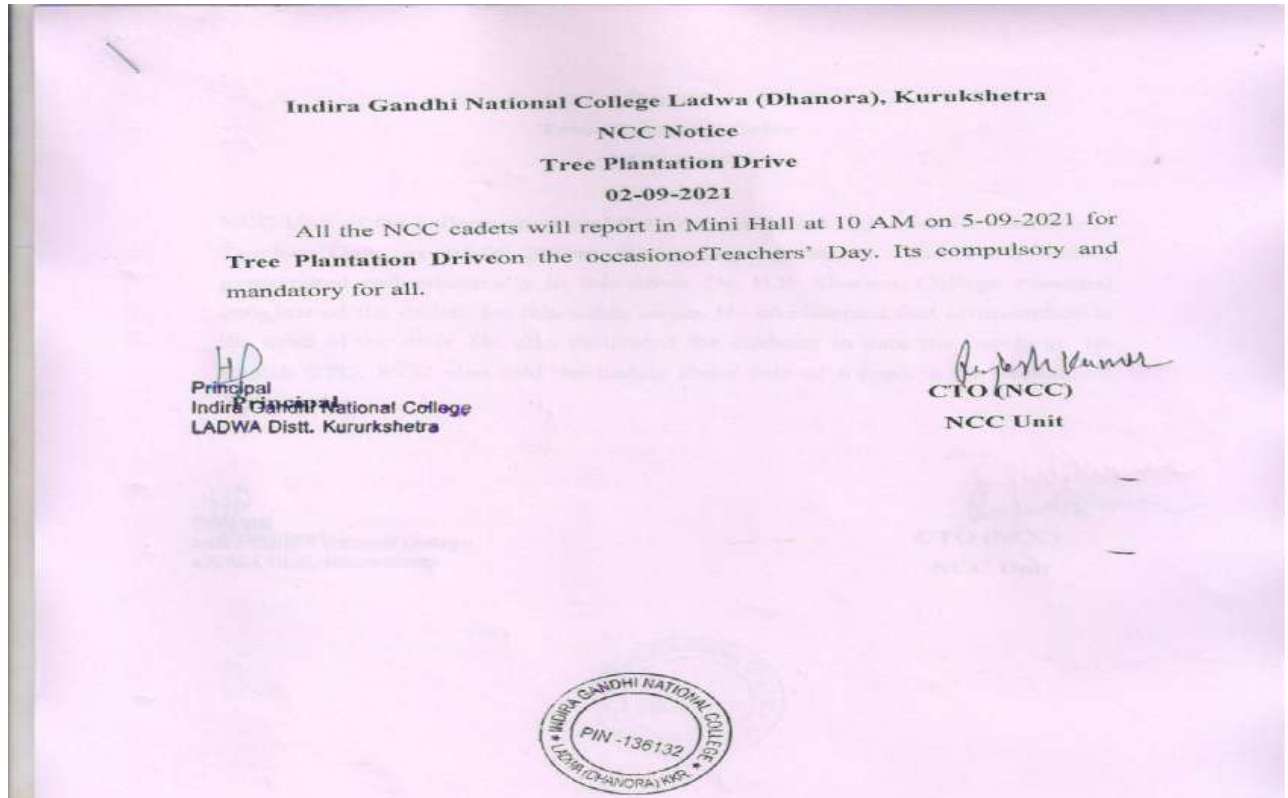 Indira Gandhi National College Ladwa (Dhanora), Kurukshetra
NCC Notice
Tree Plantation Drive
02-09-2021
All the NCC cadets will report in Mini Hall at 10 AM on 5-09-2021 for
Tree Plantation Driveon the occasionofTeachers' Day. Its compulsory and
mandatory for all.
Rajesh Kumar
Principal
Principal
Indira Gandhi National College
LADWA Distt. Kururkshetra
CTO (NCC)
NCC Unit
INDIRA GANDHI NATIONAL COLLEGE
PIN -136132
LADWA (DHANORA) KKR